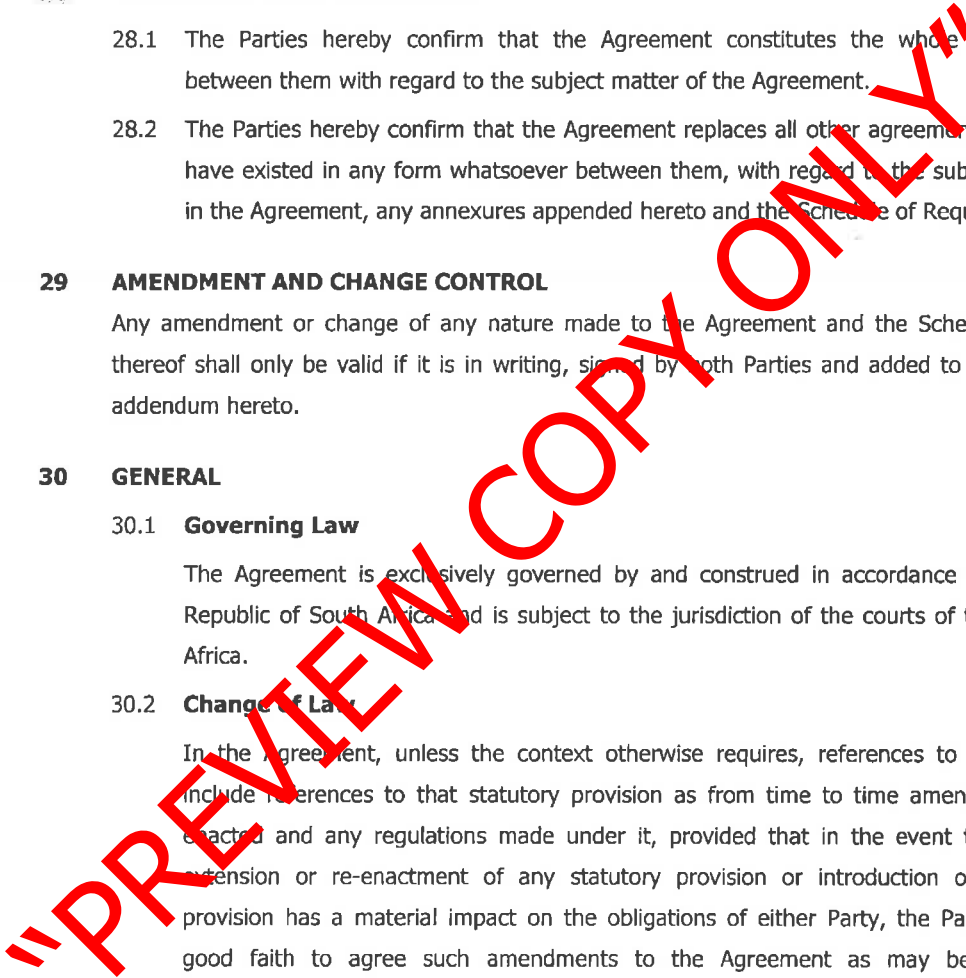 28.1 The Parties hereby confirm that the Agreement constitutes the whole
between them with regard to the subject matter of the Agreement.
28.2 The Parties hereby confirm that the Agreement replaces all other
have existed in any form whatsoever between them, with regard to the
in the Agreement, any annexures appended hereto and the Schedule of
29 AMENDMENT AND CHANGE CONTROL
Any amendment or change of any nature made to the Agreement and the
thereof shall only be valid if it is in writing, signed by both Parties and added to
addendum hereto.
30 GENERAL
30.1 Governing Law
The Agreement is exclusively governed by and construed in accordance
Republic of South Africa and is subject to the jurisdiction of the courts of
Africa.
30.2 Change of Law
In the Agreement, unless the context otherwise requires, references to
include references to that statutory provision as from time to time
enacted and any regulations made under it, provided that in the event
extension or re-enactment of any statutory provision or introduction
provision has a material impact on the obligations of either Party, the
good faith to agree such amendments to the Agreement as may be
"PREVIEW COPY ONLY"